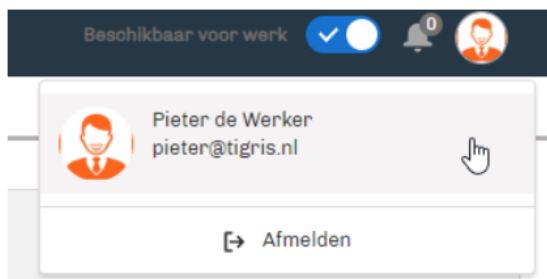 Beschikbaar voor werk
0
Pieter de Werker
pieter@tigris.nl
Afmelden